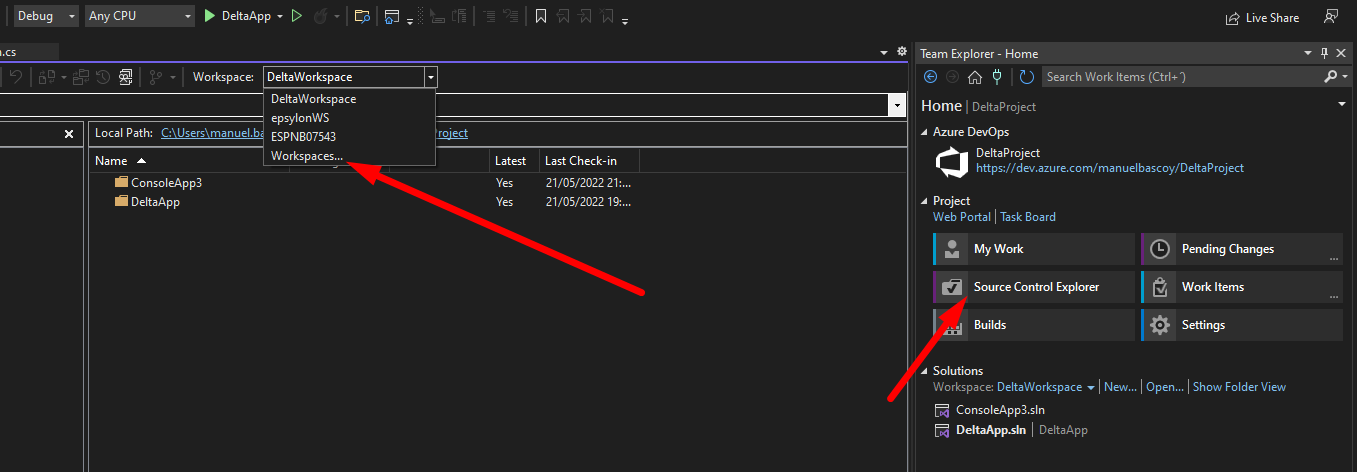 Debug
Any CPU
DeltaApp
Live Share
.cs
Workspace:
DeltaWorkspace
DeltaWorkspace
epsylonWS
ESPNB07543
Workspaces...
Local Path: C:\Users\manuel.ba
Project
Name
Latest
Last Check-in
ConsoleApp3
Yes
21/05/2022 21:...
DeltaApp
Yes
21/05/2022 19:...
Team Explorer - Home
Search Work Items (Ctrl+´)
Home | DeltaProject
Azure DevOps
DeltaProject
https://dev.azure.com/manuelbascoy/DeltaProject
Project
Web Portal | Task Board
My Work
Pending Changes
...
Source Control Explorer
Work Items
...
Builds
Settings
Solutions
Workspace: DeltaWorkspace | New... | Open... | Show Folder View
ConsoleApp3.sln
DeltaApp.sln | DeltaApp